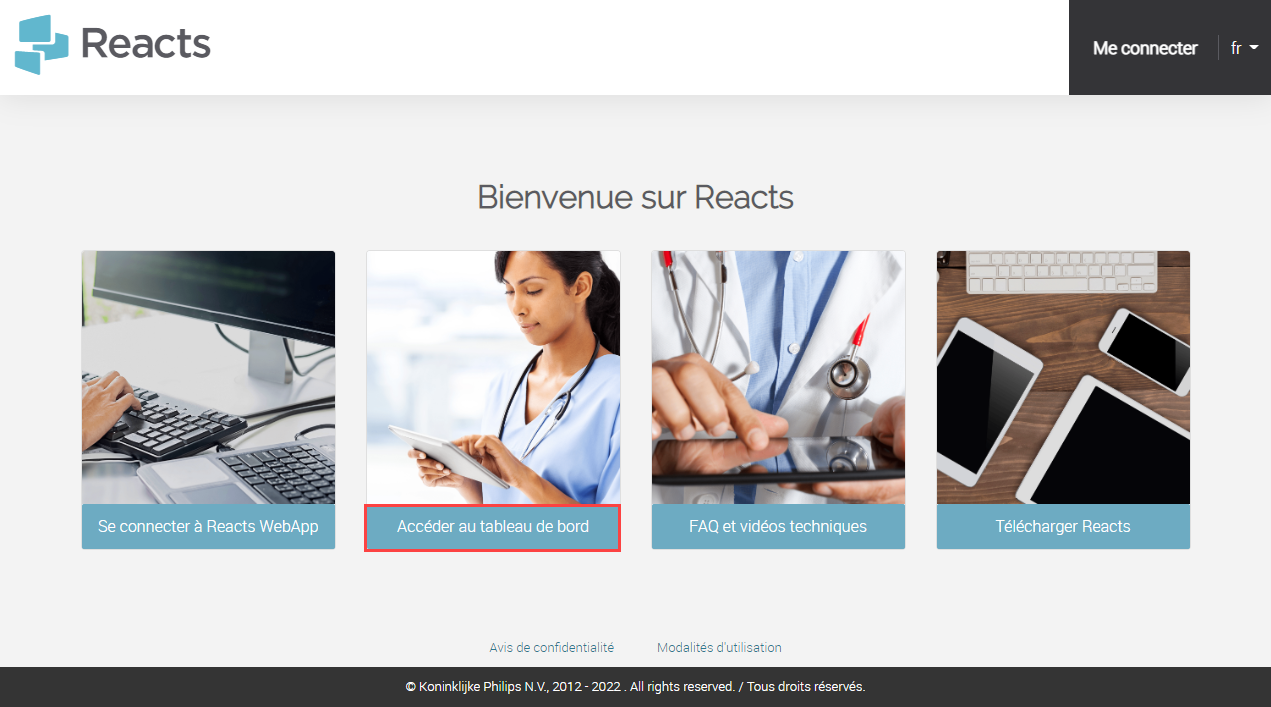 Reacts
Me connecter
fr
Bienvenue sur Reacts
Se connecter à Reacts WebApp
Accéder au tableau de bord
FAQ et vidéos techniques
Télécharger Reacts
Avis de confidentialité
Modalités d'utilisation
© Koninklijke Philips N.V., 2012 - 2022 . All rights reserved. / Tous droits réservés.